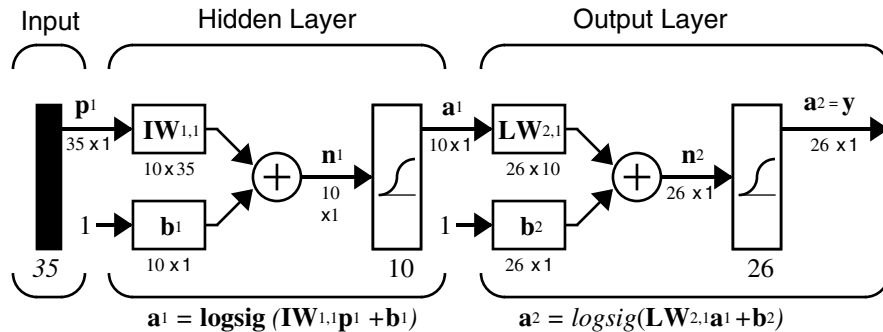 Input Hidden Layer Output Layer
p1 a1 a2 = y
35 x 1 IW1,1 10 x 1 LW2,1 26 x 1
10 x 35 n1 26 x 10 n2
10 x1 26 x 1
1 b1 1 b2
35 10 x 1 10 26 x 1 26
a1 = logsig (IW1,1p1 +b1) a2 = logsig(LW2,1a1 +b2)